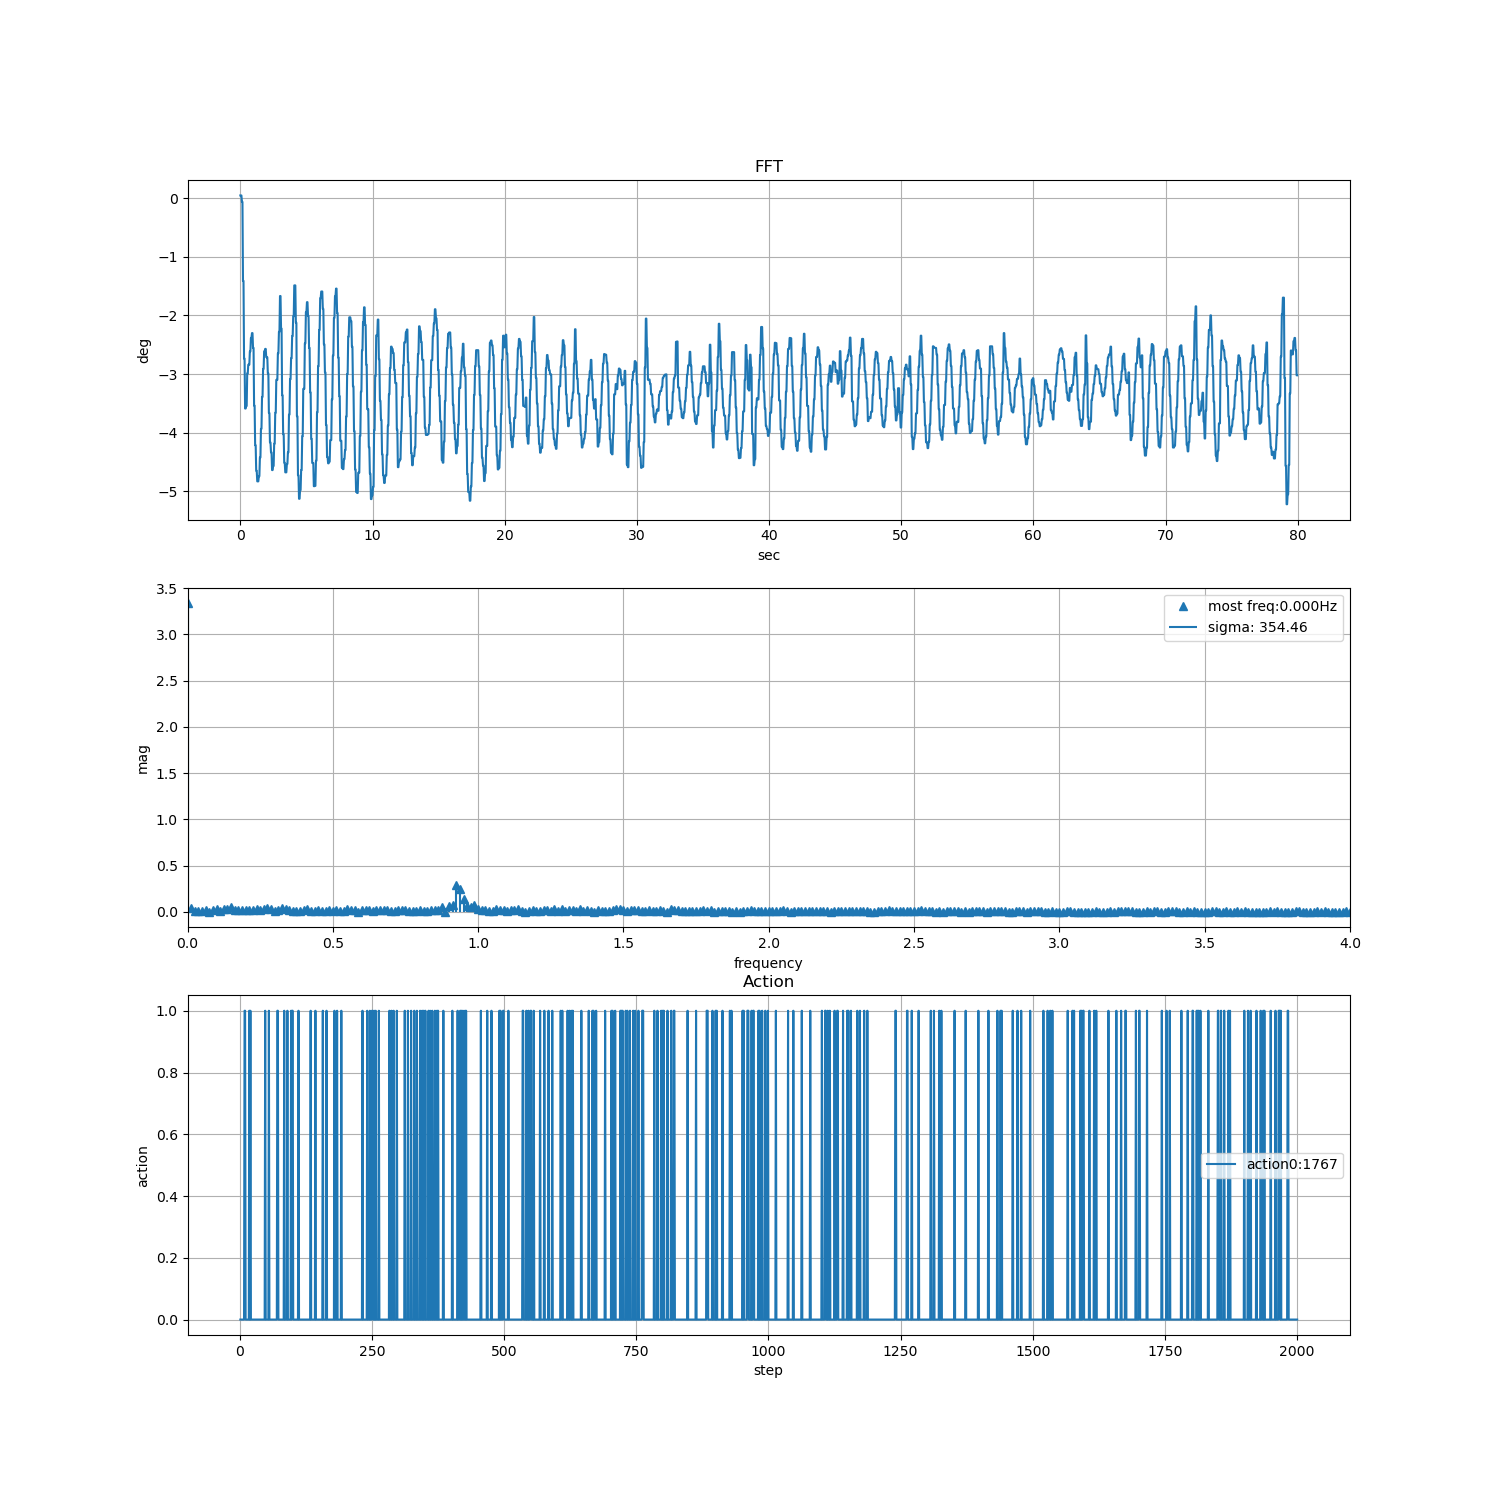 FFT
0
−1
−2
−3
−4
−5
deg
0 10 20 30 40 50 60 70 80
sec
3.5
3.0
2.5
2.0
1.5
1.0
0.5
0.0
mag
most freq:0.000Hz
sigma: 354.46
0.0 0.5 1.0 1.5 2.0 2.5 3.0 3.5 4.0
frequency
Action
1.0
0.8
0.6
0.4
0.2
0.0
action
action0:1767
0 250 500 750 1000 1250 1500 1750 2000
step